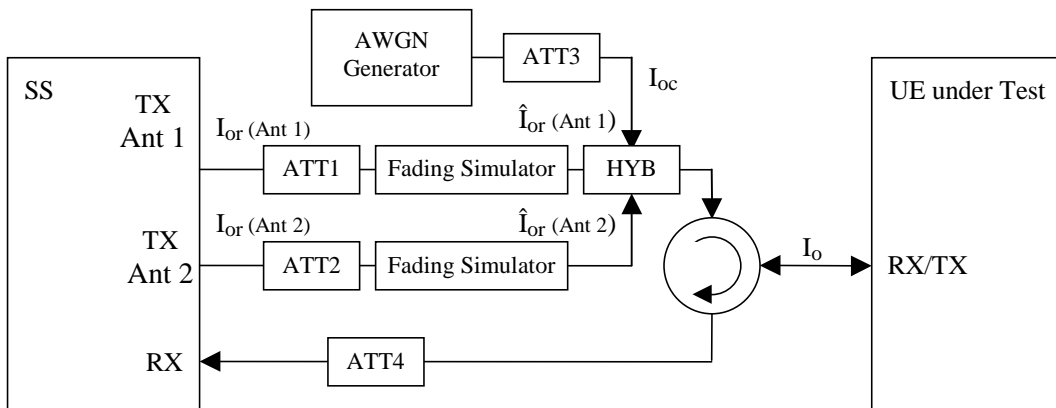 AWGN
Generator
ATT3
SS
UE under Test
I_oc
TX
Ant 1
I_or (Ant 1)
Î_or (Ant 1)
ATT1
Fading Simulator
HYB
TX
Ant 2
I_or (Ant 2)
Î_or (Ant 2)
ATT2
Fading Simulator
I_o
RX/TX
RX
ATT4